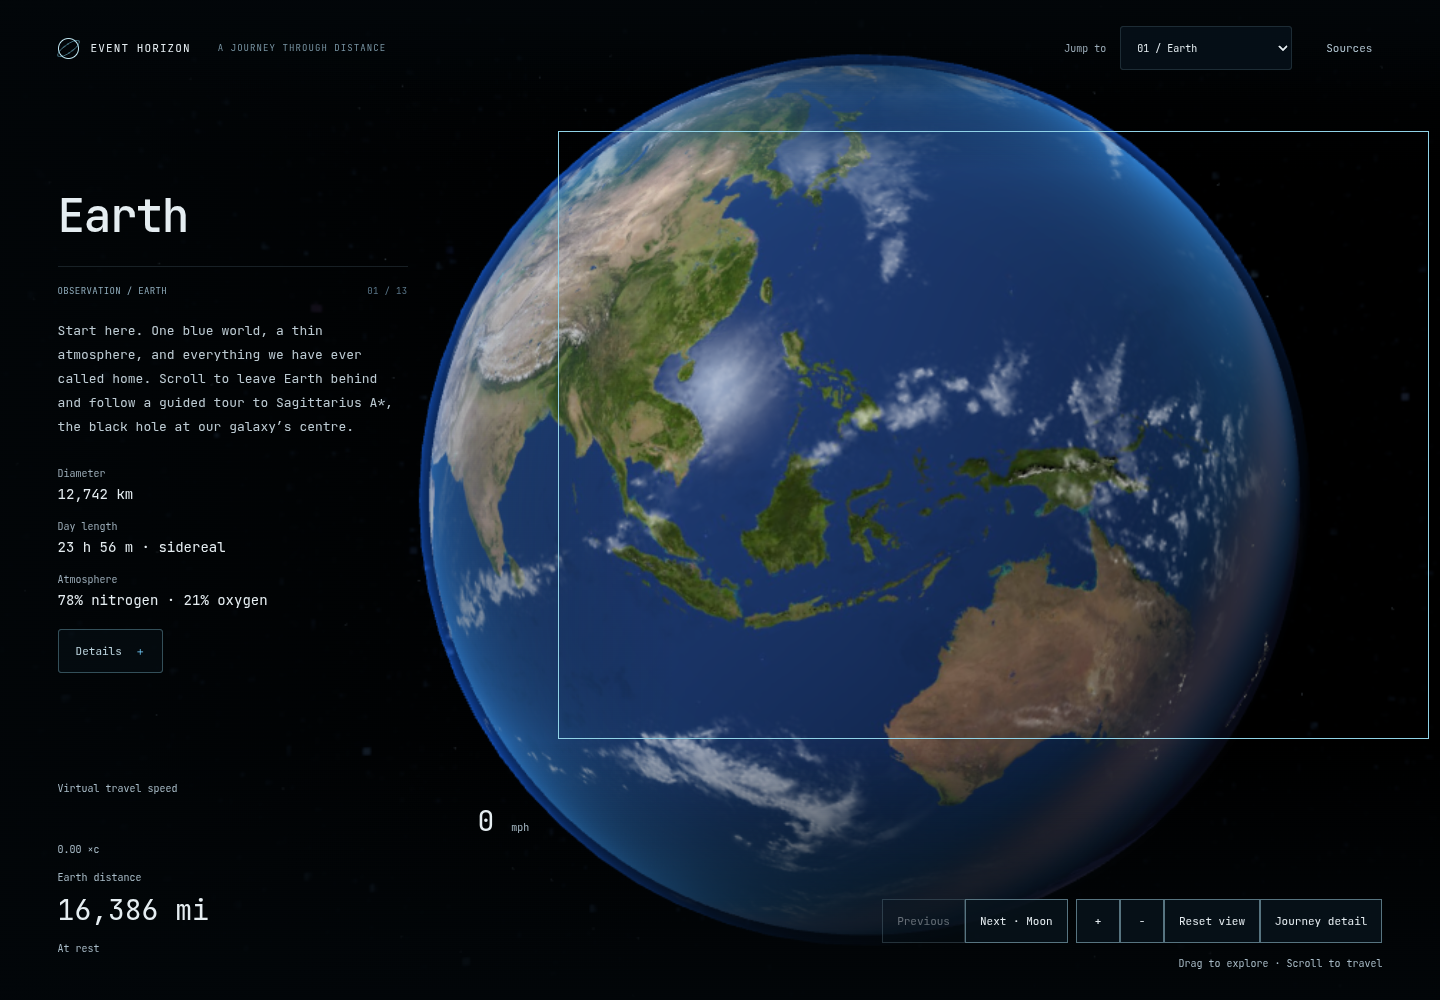 EVENT HORIZON
A JOURNEY THROUGH DISTANCE
Jump to
01 / Earth
Sources
Earth
OBSERVATION / EARTH
01 / 13
Start here. One blue world, a thin
atmosphere, and everything we have ever
called home. Scroll to leave Earth behind
and follow a guided tour to Sagittarius A*,
the black hole at our galaxy’s centre.
Diameter
12,742 km
Day length
23 h 56 m · sidereal
Atmosphere
78% nitrogen · 21% oxygen
Details +
Virtual travel speed
0 mph
0.00 ×c
Earth distance
16,386 mi
At rest
Previous
Next · Moon
+
-
Reset view
Journey detail
Drag to explore · Scroll to travel